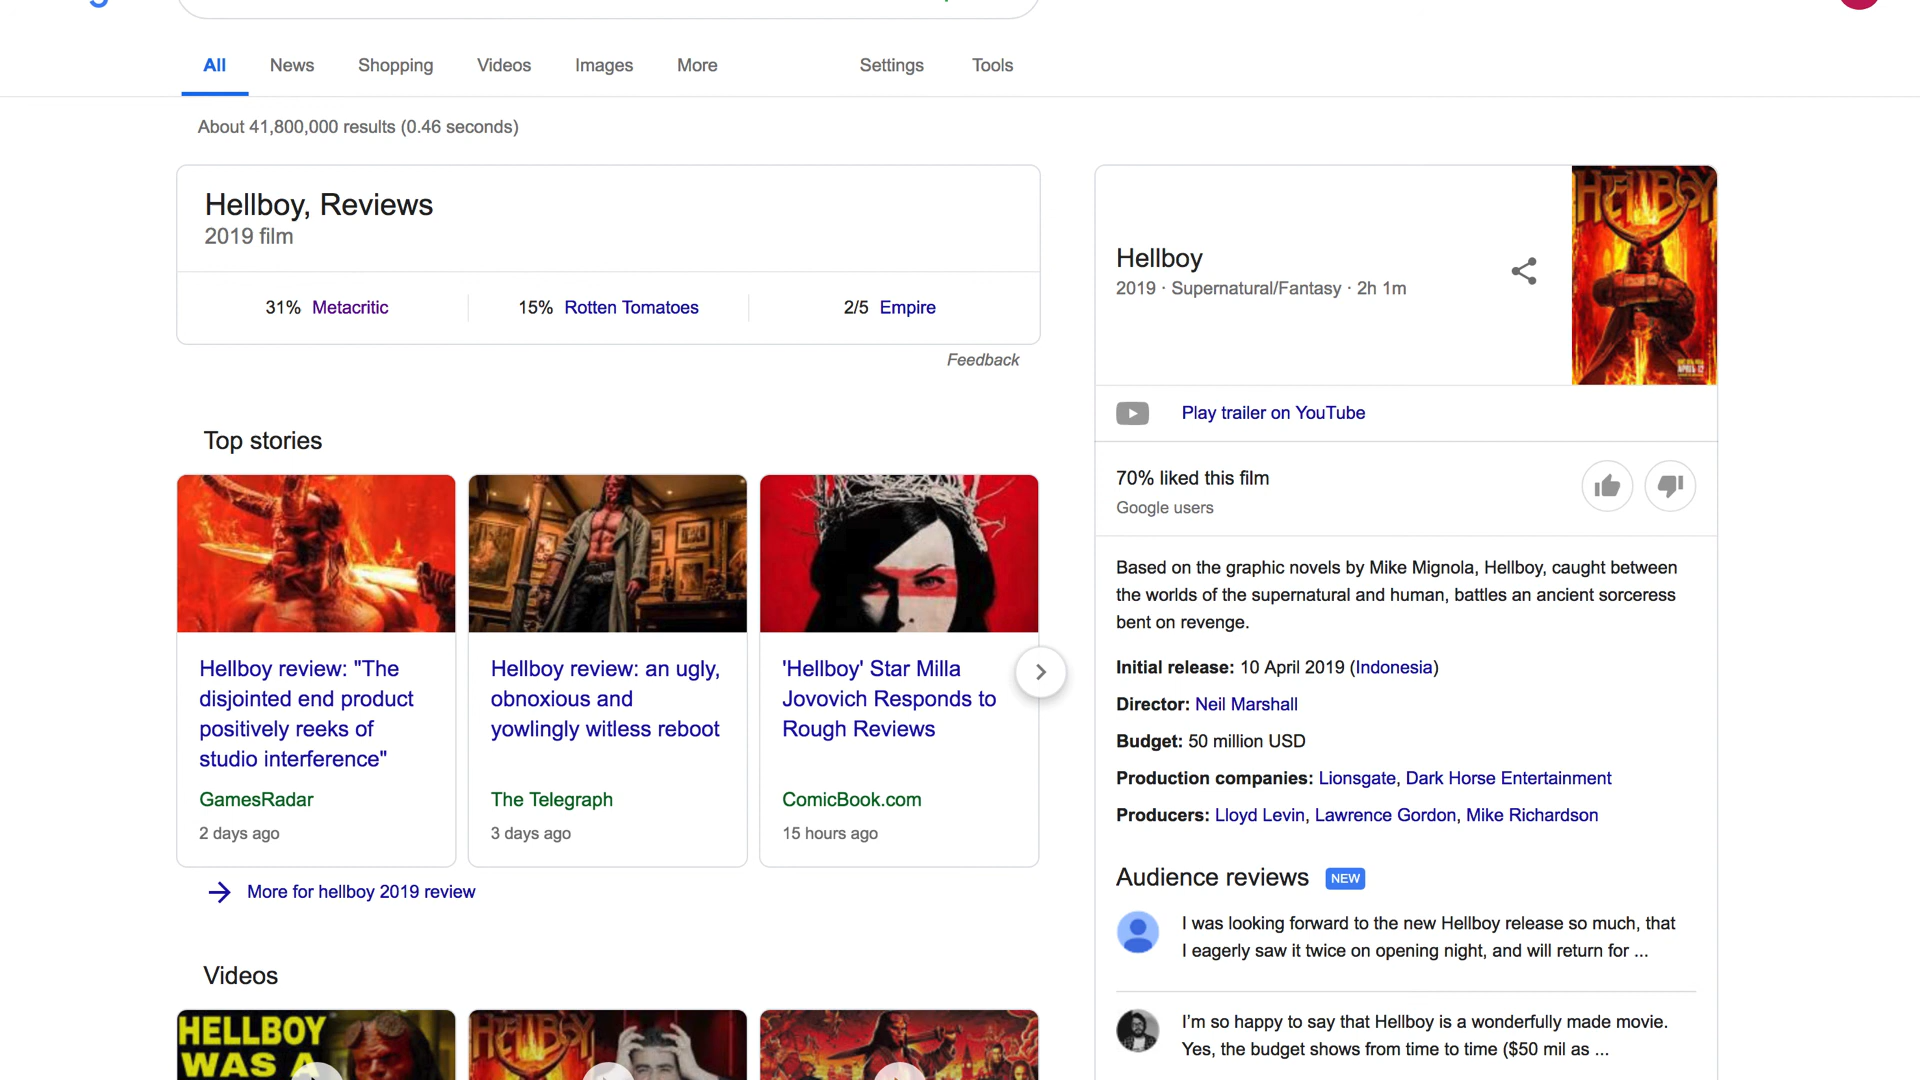 All News Shopping Videos Images More Settings Tools
About 41,800,000 results (0.46 seconds)
Hellboy, Reviews
2019 film
31% Metacritic 15% Rotten Tomatoes 2/5 Empire
Feedback
Top stories
Hellboy review: "The
disjointed end product
positively reeks of
studio interference"
GamesRadar
2 days ago
Hellboy review: an ugly,
obnoxious and
yowlingly witless reboot
The Telegraph
3 days ago
'Hellboy' Star Milla
Jovovich Responds to
Rough Reviews
ComicBook.com
15 hours ago
More for hellboy 2019 review
Videos
HELLBOY
WAS A
HELLBOY
HELLBOY
Hellboy
2019 · Supernatural/Fantasy · 2h 1m
Play trailer on YouTube
70% liked this film
Google users
Based on the graphic novels by Mike Mignola, Hellboy, caught between
the worlds of the supernatural and human, battles an ancient sorceress
bent on revenge.
Initial release: 10 April 2019 (Indonesia)
Director: Neil Marshall
Budget: 50 million USD
Production companies: Lionsgate, Dark Horse Entertainment
Producers: Lloyd Levin, Lawrence Gordon, Mike Richardson
Audience reviews NEW
I was looking forward to the new Hellboy release so much, that
I eagerly saw it twice on opening night, and will return for ...
I'm so happy to say that Hellboy is a wonderfully made movie.
Yes, the budget shows from time to time ($50 mil as ...